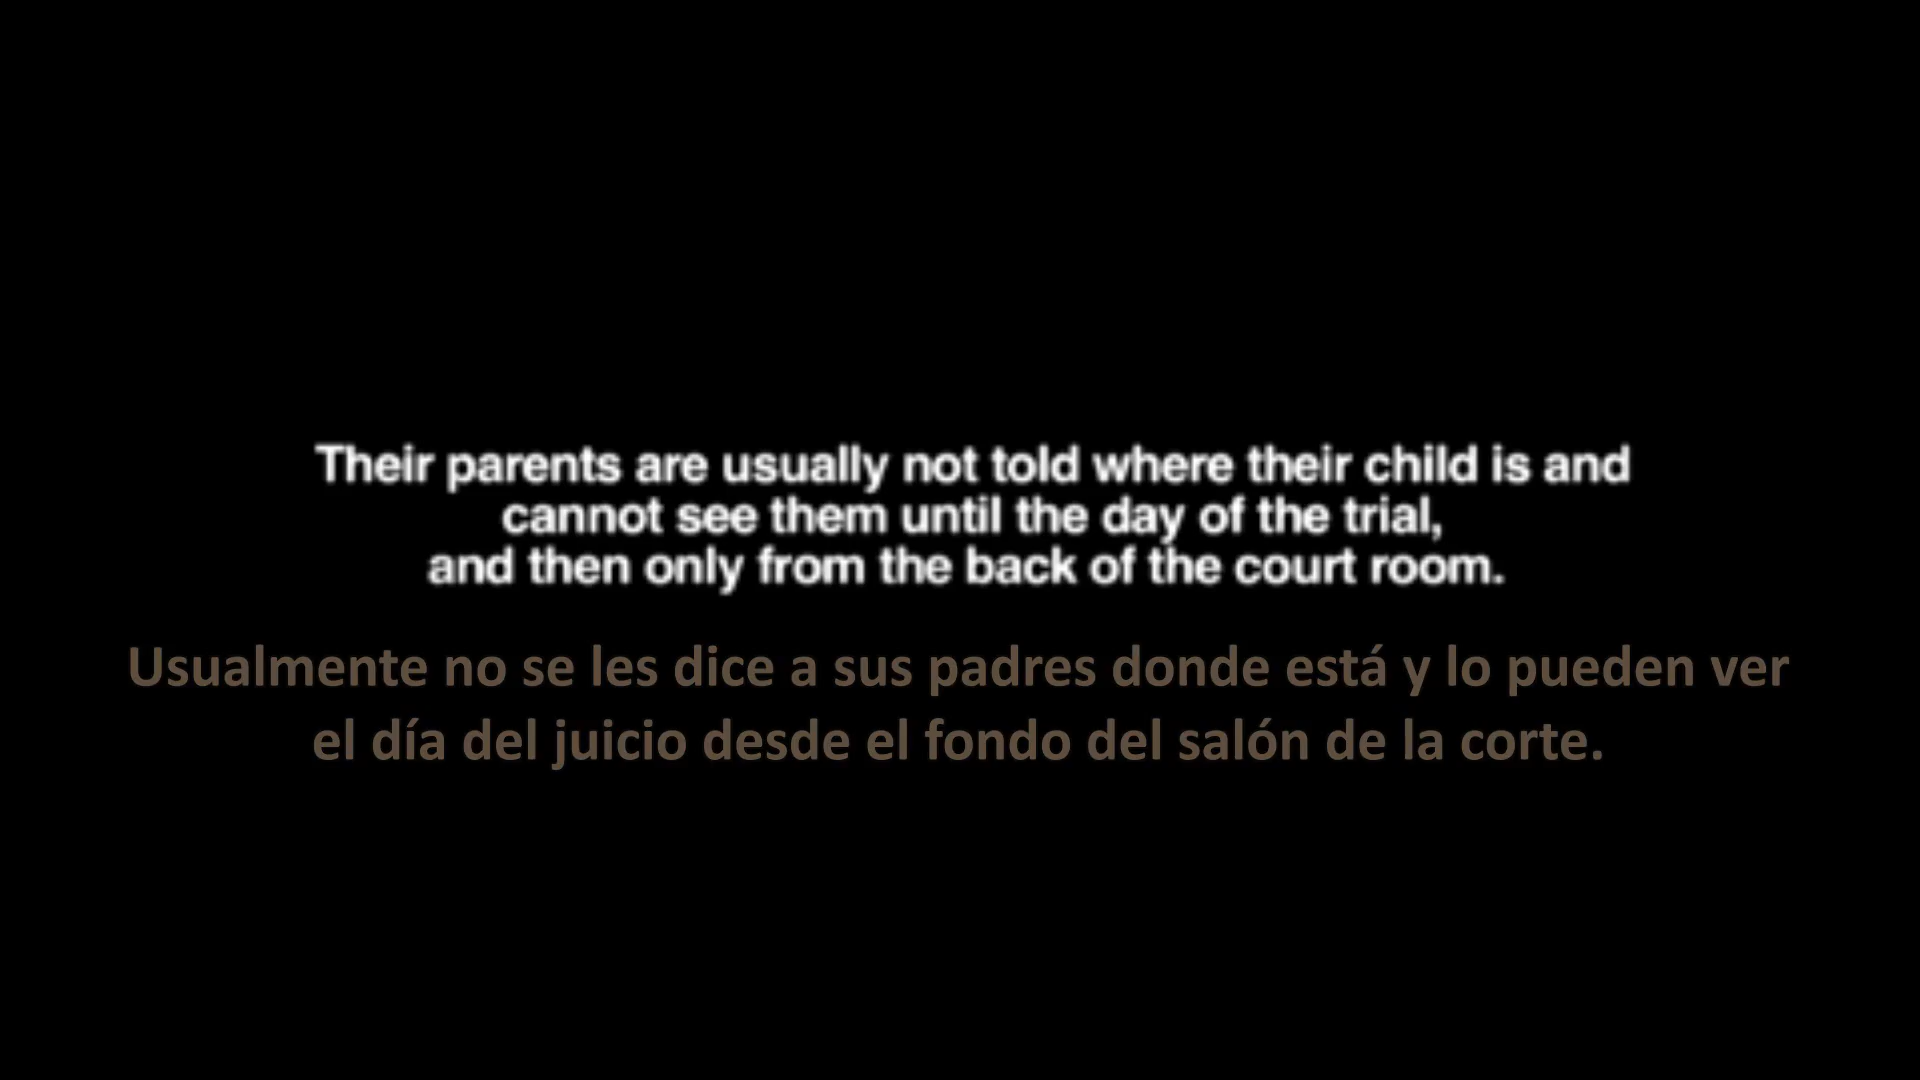 Their parents are usually not told where their child is and
cannot see them until the day of the trial,
and then only from the back of the court room.
Usualmente no se les dice a sus padres donde está y lo pueden ver
el día del juicio desde el fondo del salón de la corte.